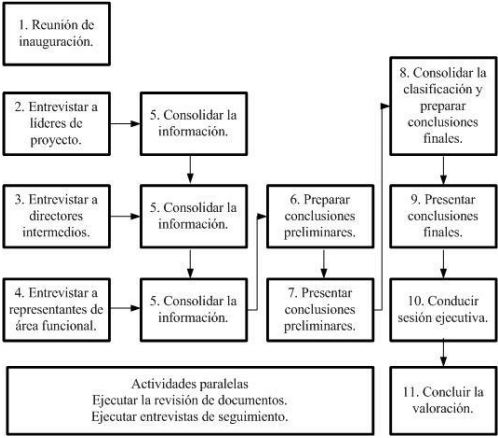 1. Reunión de
inauguración.
2. Entrevistar a
líderes de
proyecto.
5. Consolidar la
información.
3. Entrevistar a
directores
intermedios.
5. Consolidar la
información.
4. Entrevistar a
representantes de
área funcional.
5. Consolidar la
información.
6. Preparar
conclusiones
preliminares.
7. Presentar
conclusiones
preliminares.
8. Consolidar la
clasificación y
preparar
conclusiones
finales.
9. Presentar
conclusiones
finales.
10. Conducir
sesión ejecutiva.
11. Concluir la
valoración.
Actividades paralelas
Ejecutar la revisión de documentos.
Ejecutar entrevistas de seguimiento.